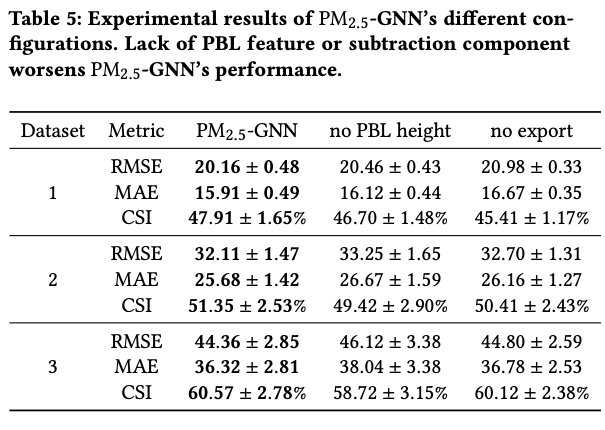 Table 5: Experimental results of PM2.5-GNN's different con-
figurations. Lack of PBL feature or subtraction component
worsens PM2.5-GNN's performance.
Dataset Metric PM2.5-GNN no PBL height no export
RMSE 20.16 ± 0.48 20.46 ± 0.43 20.98 ± 0.33
1 MAE 15.91 ± 0.49 16.12 ± 0.44 16.67 ± 0.35
CSI 47.91 ± 1.65% 46.70 ± 1.48% 45.41 ± 1.17%
RMSE 32.11 ± 1.47 33.25 ± 1.65 32.70 ± 1.31
2 MAE 25.68 ± 1.42 26.67 ± 1.59 26.16 ± 1.27
CSI 51.35 ± 2.53% 49.42 ± 2.90% 50.41 ± 2.43%
RMSE 44.36 ± 2.85 46.12 ± 3.38 44.80 ± 2.59
3 MAE 36.32 ± 2.81 38.04 ± 3.38 36.78 ± 2.53
CSI 60.57 ± 2.78% 58.72 ± 3.15% 60.12 ± 2.38%